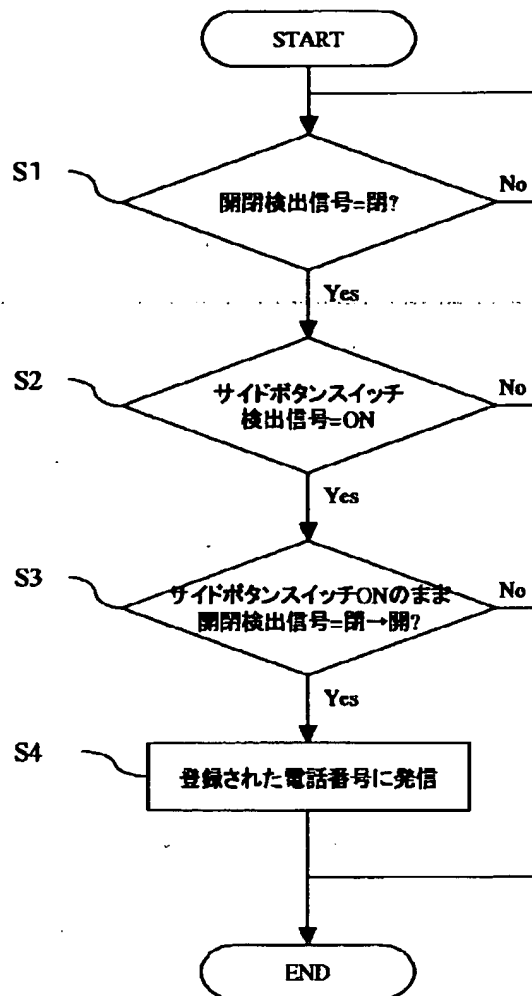 START
S1
開閉検出信号=閉?
No
Yes
S2
サイドボタンスイッチ
検出信号=ON
No
Yes
S3
サイドボタンスイッチONのまま
開閉検出信号=閉→開?
No
Yes
S4
登録された電話番号に発信
END